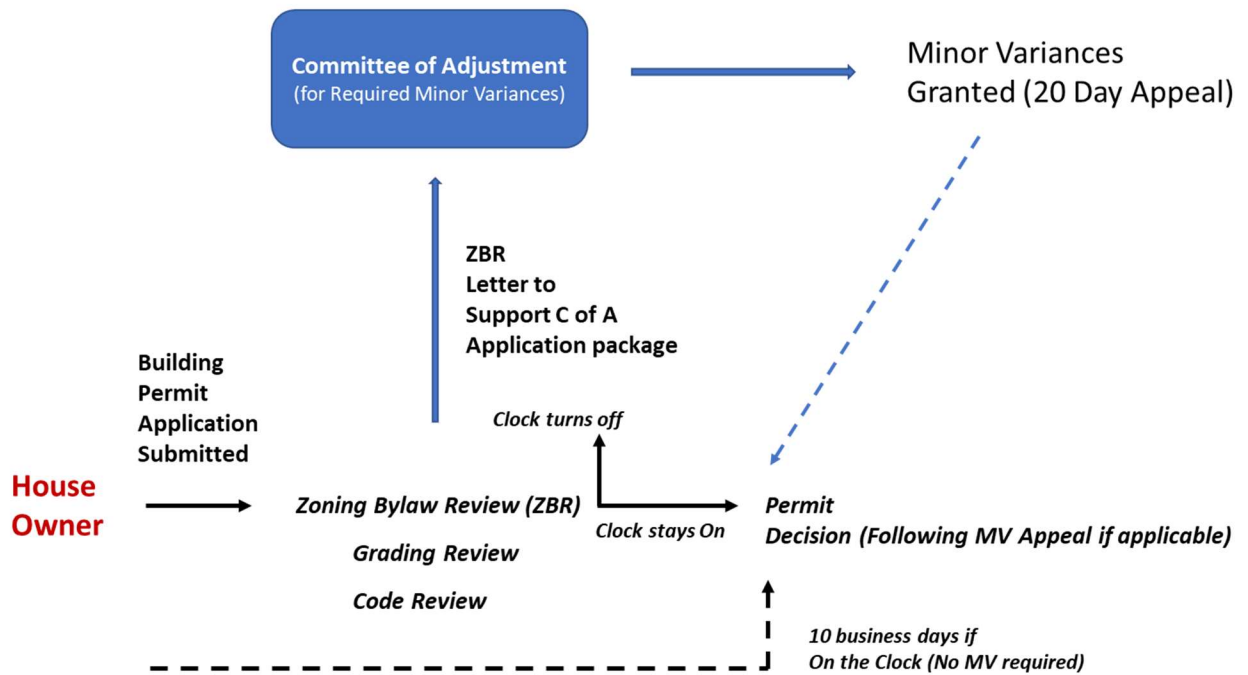 Committee of Adjustment
(for Required Minor Variances)
Minor Variances
Granted (20 Day Appeal)
ZBR
Letter to
Support C of A
Application package
Building
Permit
Application
Submitted
Clock turns off
House
Owner
Zoning Bylaw Review (ZBR)
Grading Review
Code Review
Clock stays On
Permit
Decision (Following MV Appeal if applicable)
10 business days if
On the Clock (No MV required)